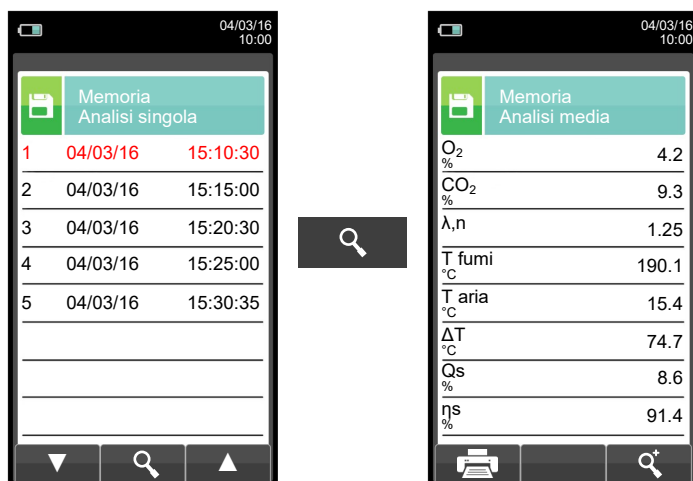 04/03/16
10:00
Memoria
Analisi singola
1 04/03/16 15:10:30
2 04/03/16 15:15:00
3 04/03/16 15:20:30
4 04/03/16 15:25:00
5 04/03/16 15:30:35
04/03/16
10:00
Memoria
Analisi media
O₂ % 4.2
CO₂ % 9.3
λ,n 1.25
T fumi °C 190.1
T aria °C 15.4
ΔT °C 74.7
Qs % 8.6
ηs % 91.4